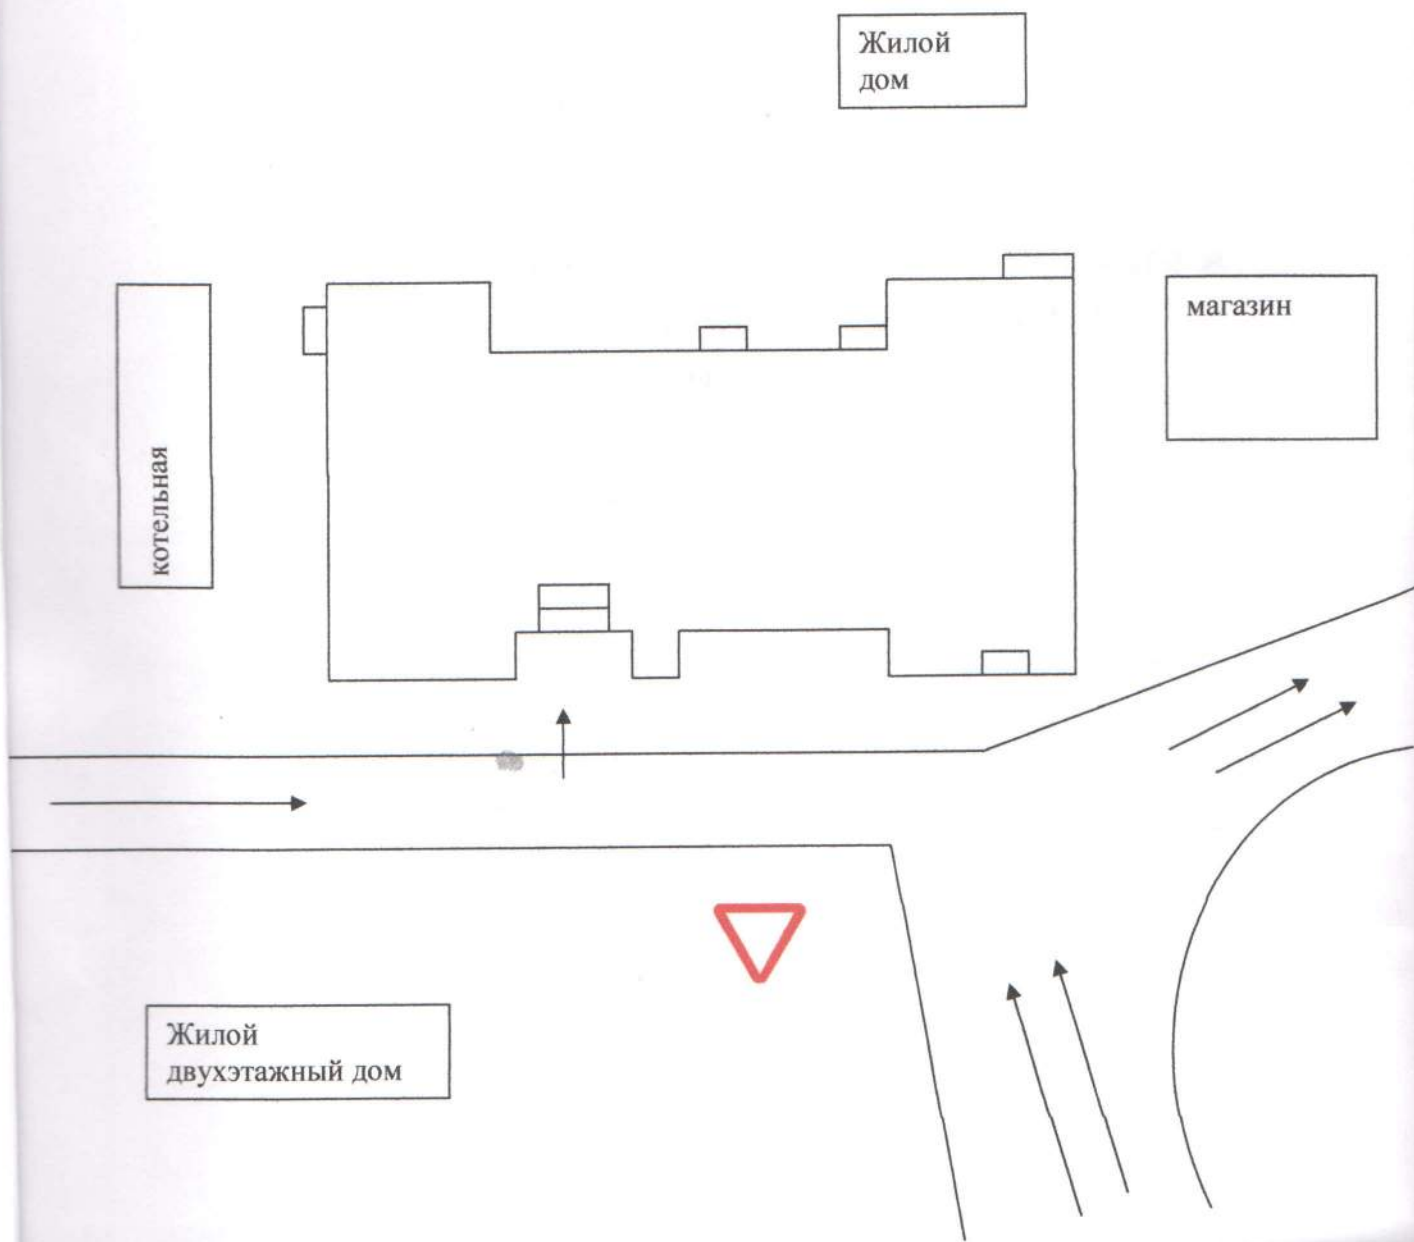 Жилой
дом
магазин
котельная
Жилой
двухэтажный дом